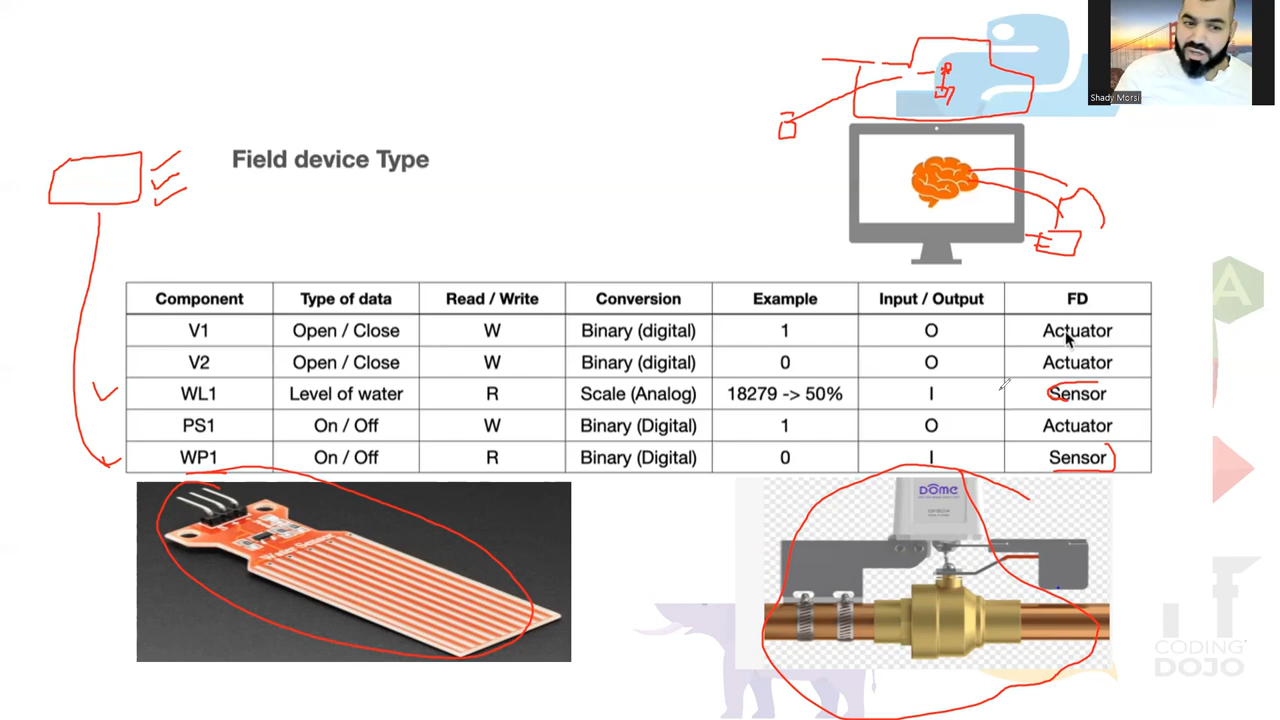 Shady Morsi
Field device Type
Component Type of data Read / Write Conversion Example Input / Output FD
V1 Open / Close W Binary (digital) 1 O Actuator
V2 Open / Close W Binary (digital) 0 O Actuator
WL1 Level of water R Scale (Analog) 18279 -> 50% I Sensor
PS1 On / Off W Binary (Digital) 1 O Actuator
WP1 On / Off R Binary (Digital) 0 I Sensor
Water Sensor
DOME
CODING
DOJO